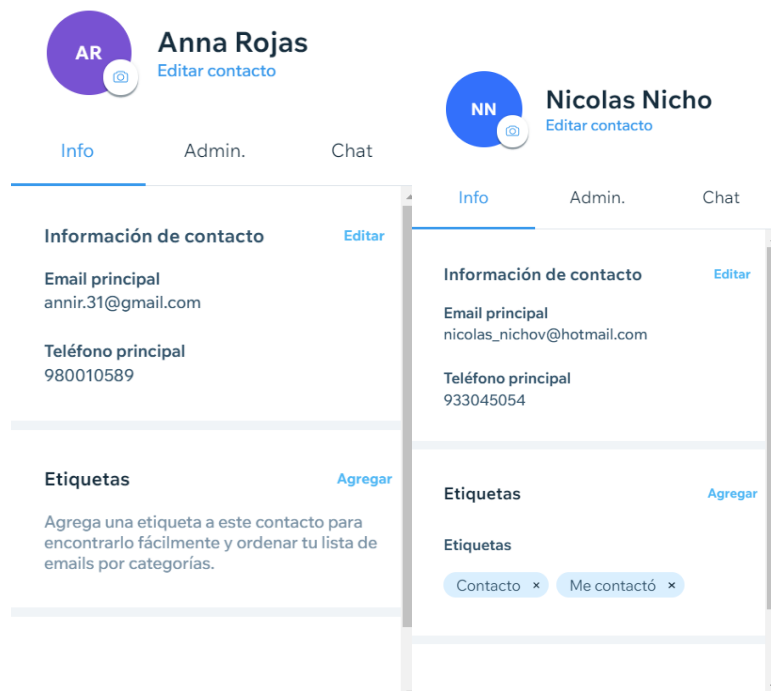 AR
Anna Rojas
Editar contacto
Info Admin. Chat
Información de contacto Editar
Email principal
annir.31@gmail.com
Teléfono principal
980010589
Etiquetas Agregar
Agrega una etiqueta a este contacto para
encontrarlo fácilmente y ordenar tu lista de
emails por categorías.
NN
Nicolas Nicho
Editar contacto
Info Admin. Chat
Información de contacto Editar
Email principal
nicolas_nichov@hotmail.com
Teléfono principal
933045054
Etiquetas Agregar
Etiquetas
Contacto × Me contactó ×